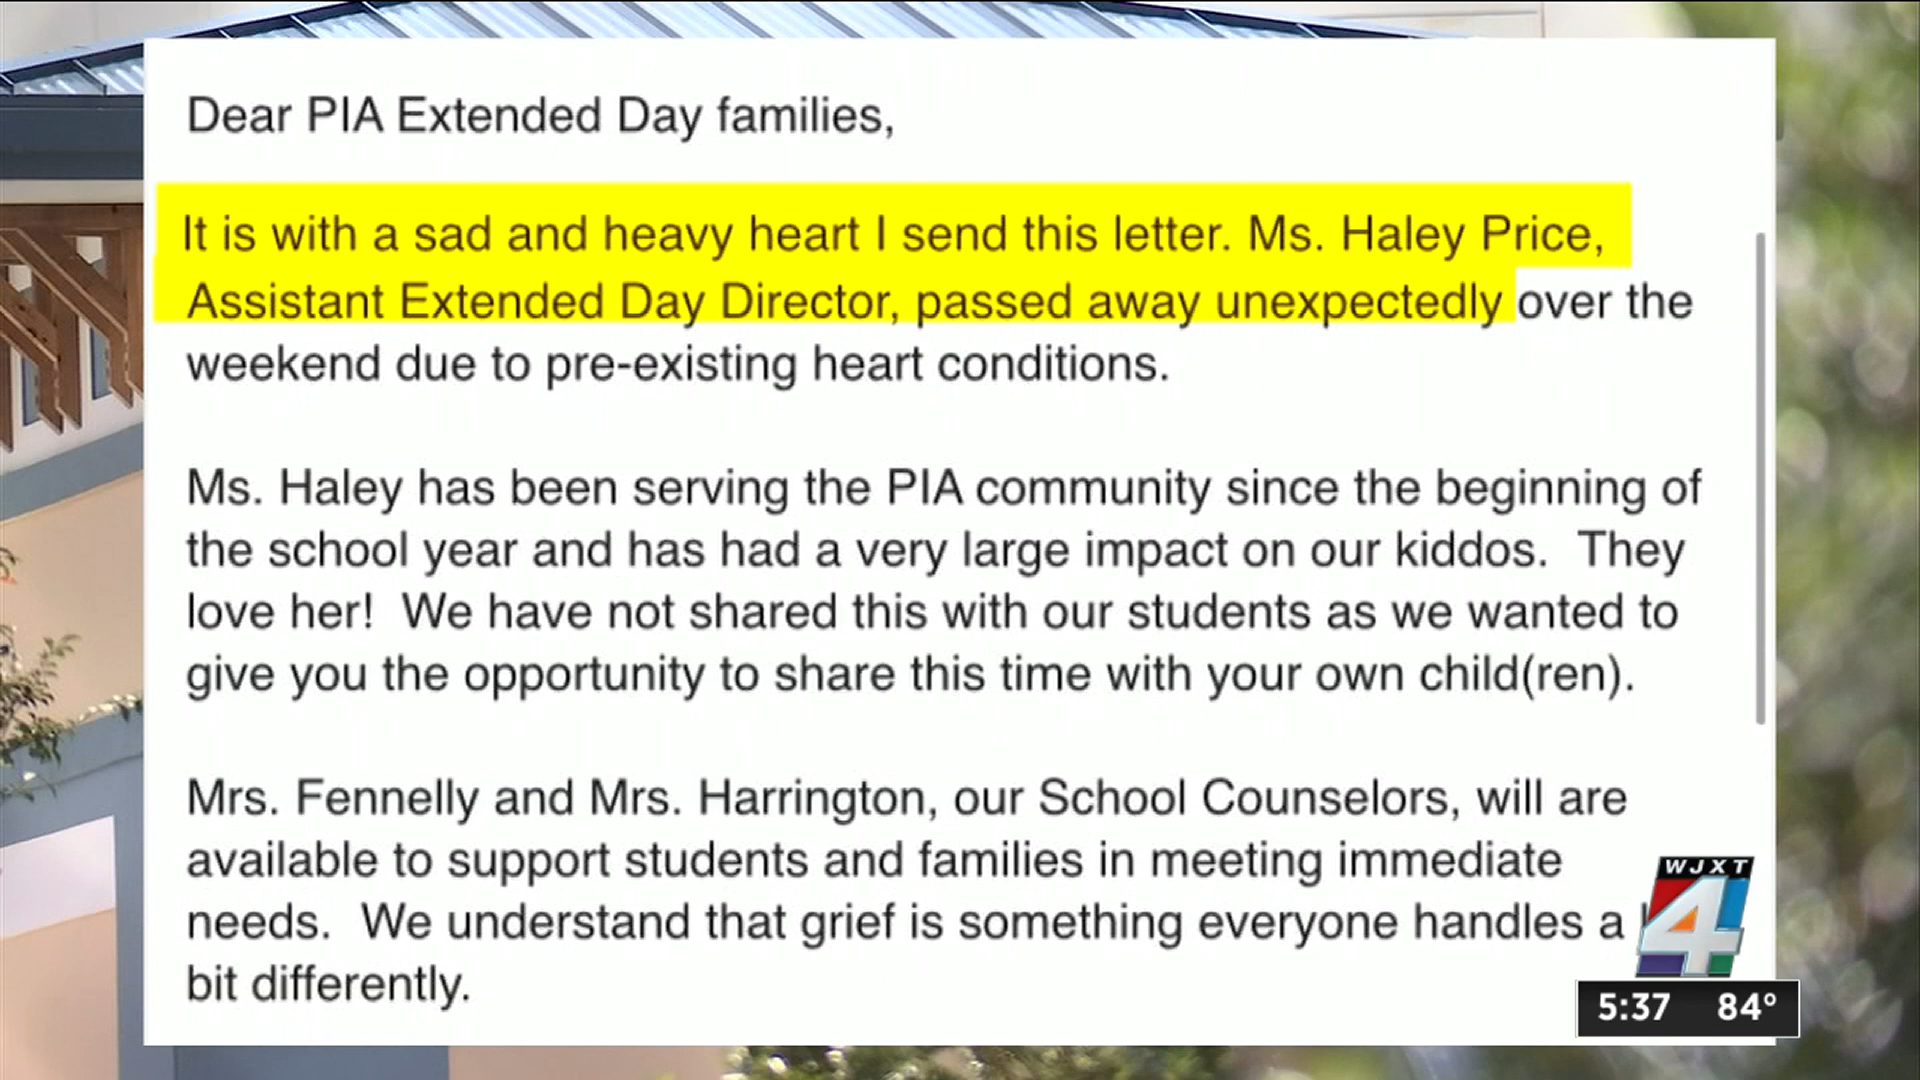 Dear PIA Extended Day families,
It is with a sad and heavy heart I send this letter. Ms. Haley Price,
Assistant Extended Day Director, passed away unexpectedly over the
weekend due to pre-existing heart conditions.
Ms. Haley has been serving the PIA community since the beginning of
the school year and has had a very large impact on our kiddos.  They
love her!  We have not shared this with our students as we wanted to
give you the opportunity to share this time with your own child(ren).
Mrs. Fennelly and Mrs. Harrington, our School Counselors, will are
available to support students and families in meeting immediate
needs.  We understand that grief is something everyone handles a
bit differently.
WJXT
4
5:37 84°